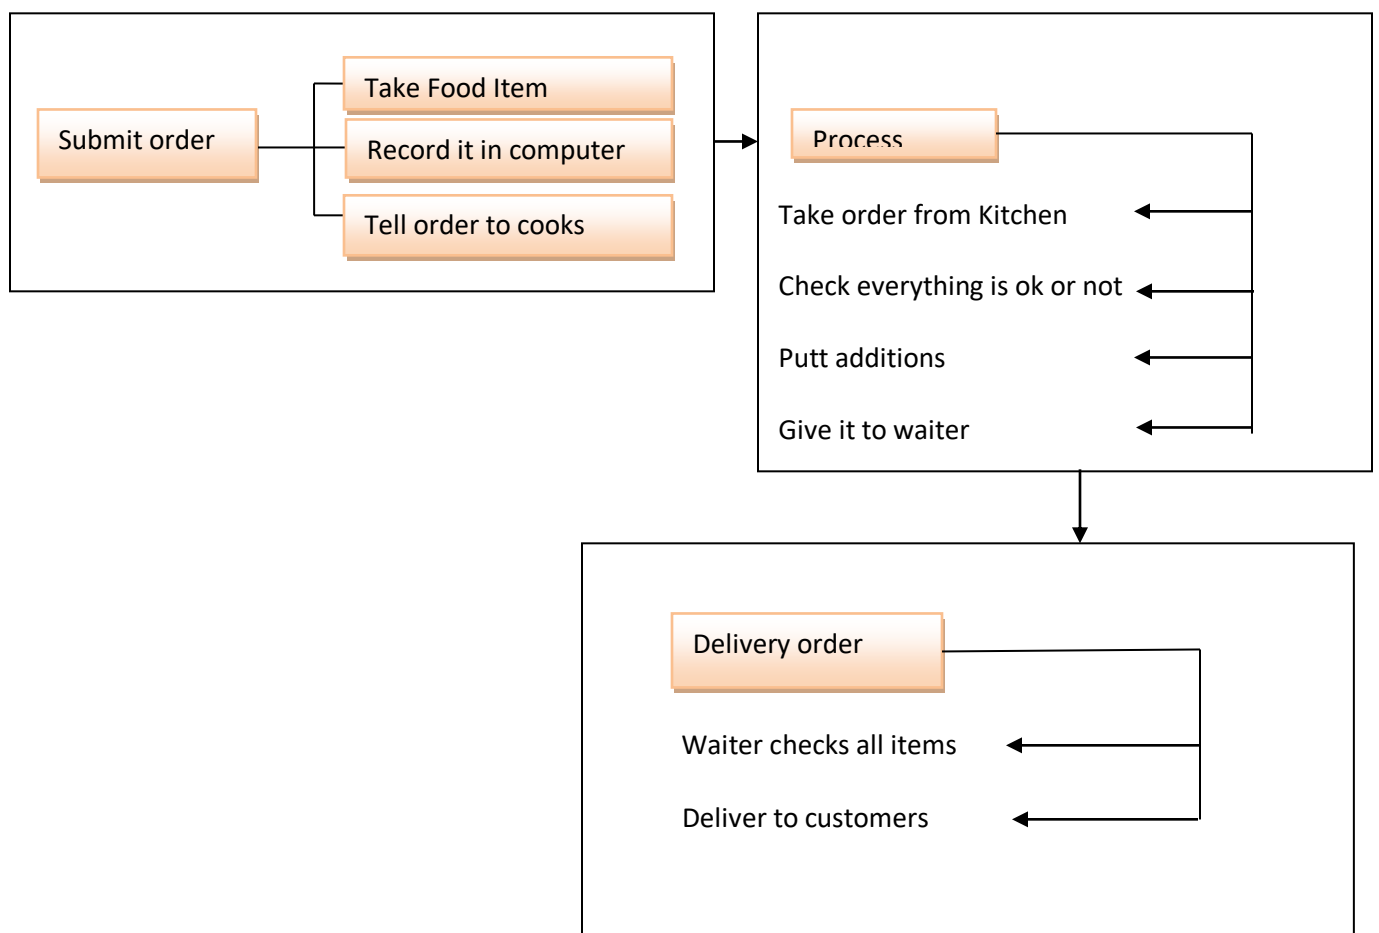 Submit order
Take Food Item
Record it in computer
Tell order to cooks
Process
Take order from Kitchen
Check everything is ok or not
Putt additions
Give it to waiter
Delivery order
Waiter checks all items
Deliver to customers